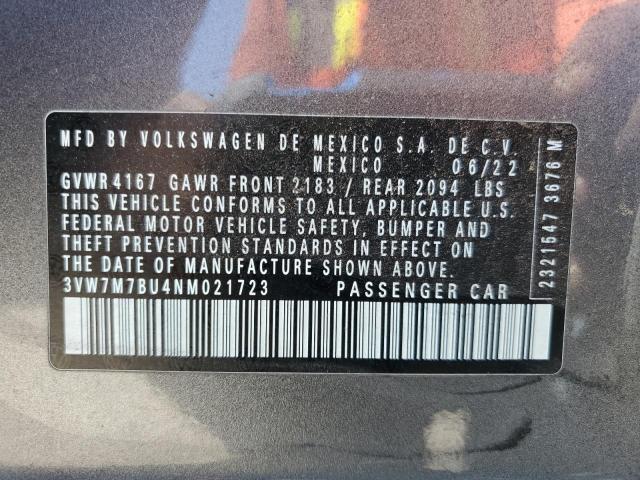 MFD BY VOLKSWAGEN DE MEXICO S.A. DE C.V.
MEXICO 06/22
GVWR 4167 GAWR FRONT 2183 / REAR 2094 LBS
THIS VEHICLE CONFORMS TO ALL APPLICABLE U.S.
FEDERAL MOTOR VEHICLE SAFETY, BUMPER AND
THEFT PREVENTION STANDARDS IN EFFECT ON
THE DATE OF MANUFACTURE SHOWN ABOVE.
3VW7M7BU4NM021723 PASSENGER CAR
2321547 3676 M